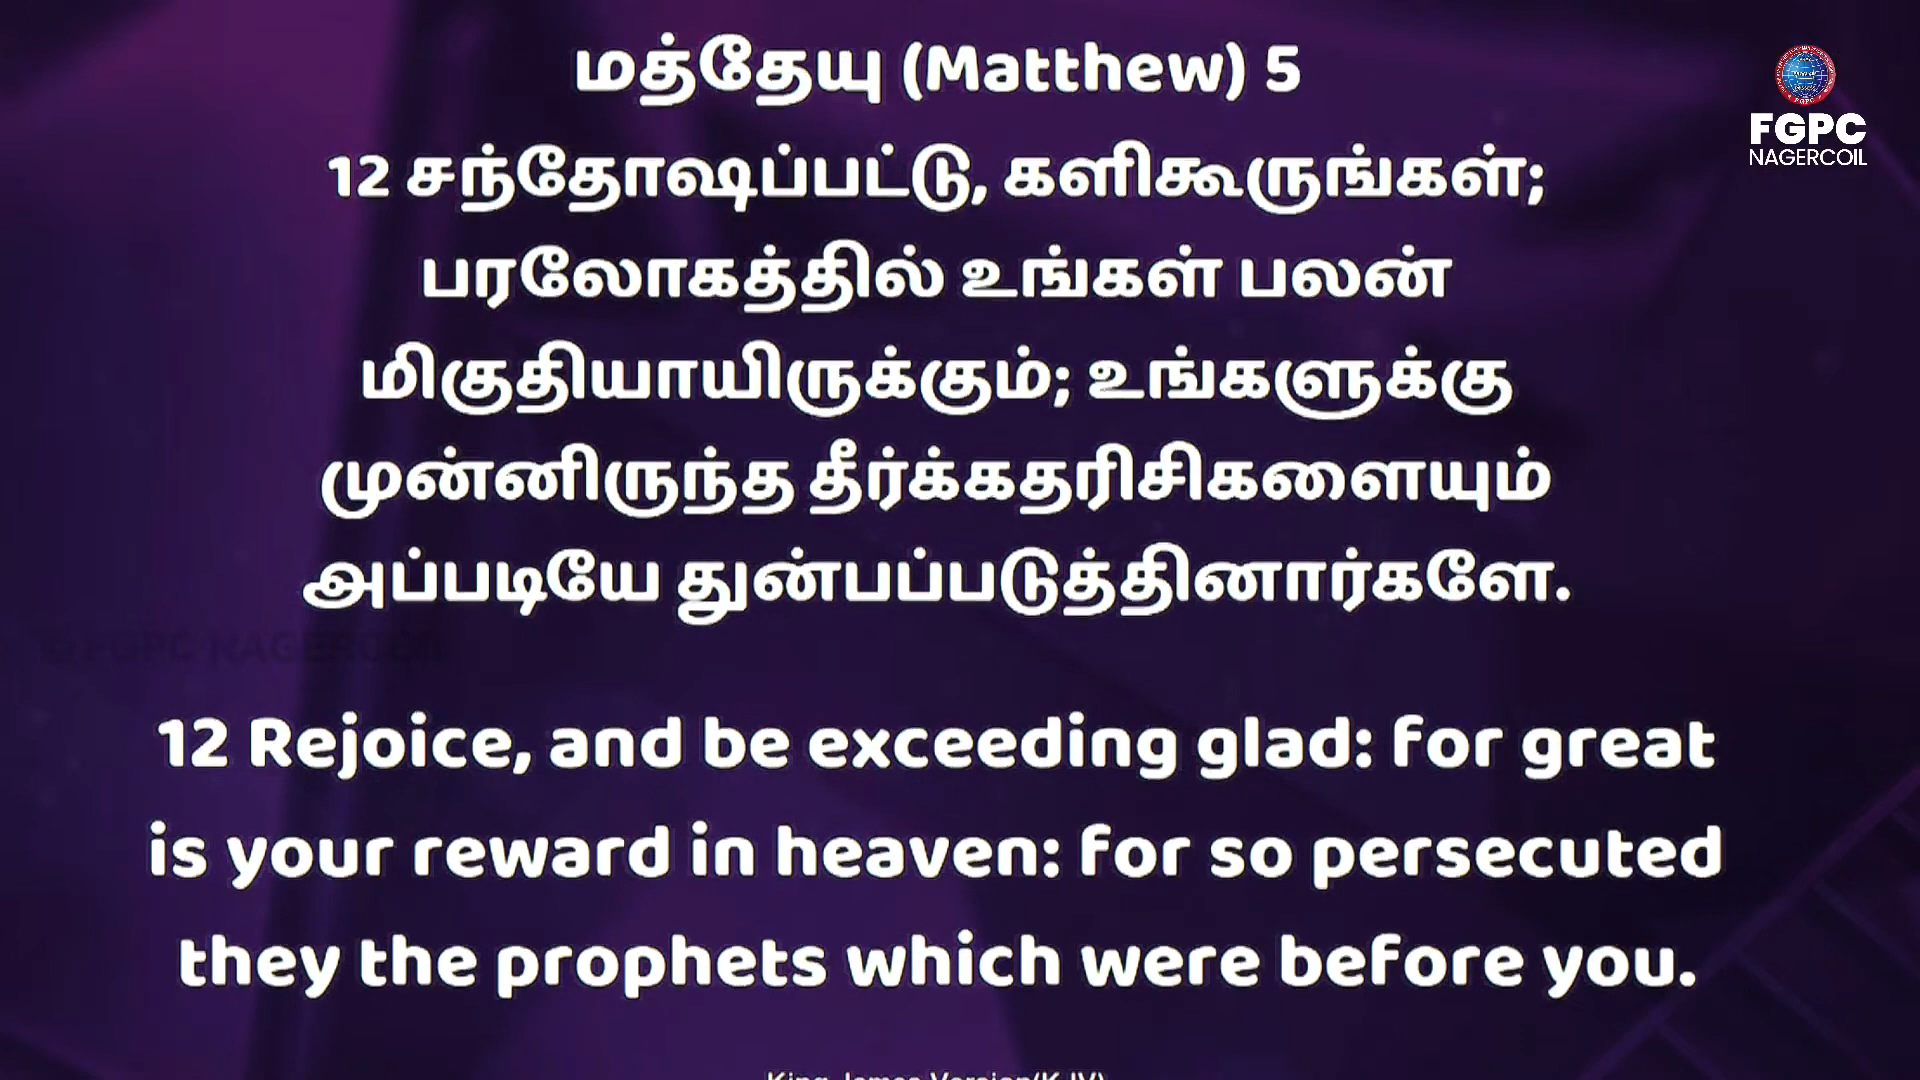 மத்தேயு (Matthew) 5
12 சந்தோஷப்பட்டு, களிகூருங்கள்;
பரலோகத்தில் உங்கள் பலன்
மிகுதியாயிருக்கும்; உங்களுக்கு
முன்னிருந்த தீர்க்கதரிசிகளையும்
அப்படியே துன்பப்படுத்தினார்களே.
12 Rejoice, and be exceeding glad: for great
is your reward in heaven: for so persecuted
they the prophets which were before you.
King James Version(KJV)
FGPC
NAGERCOIL
© FGPC NAGERCOIL